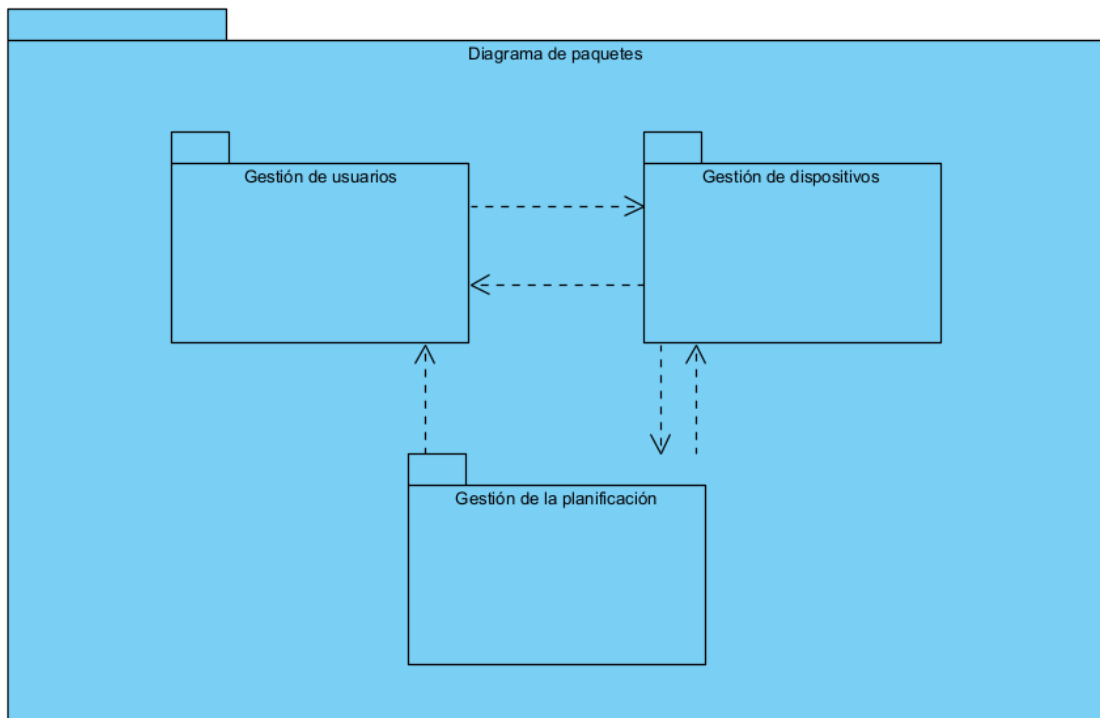 Diagrama de paquetes
Gestión de usuarios
Gestión de dispositivos
Gestión de la planificación